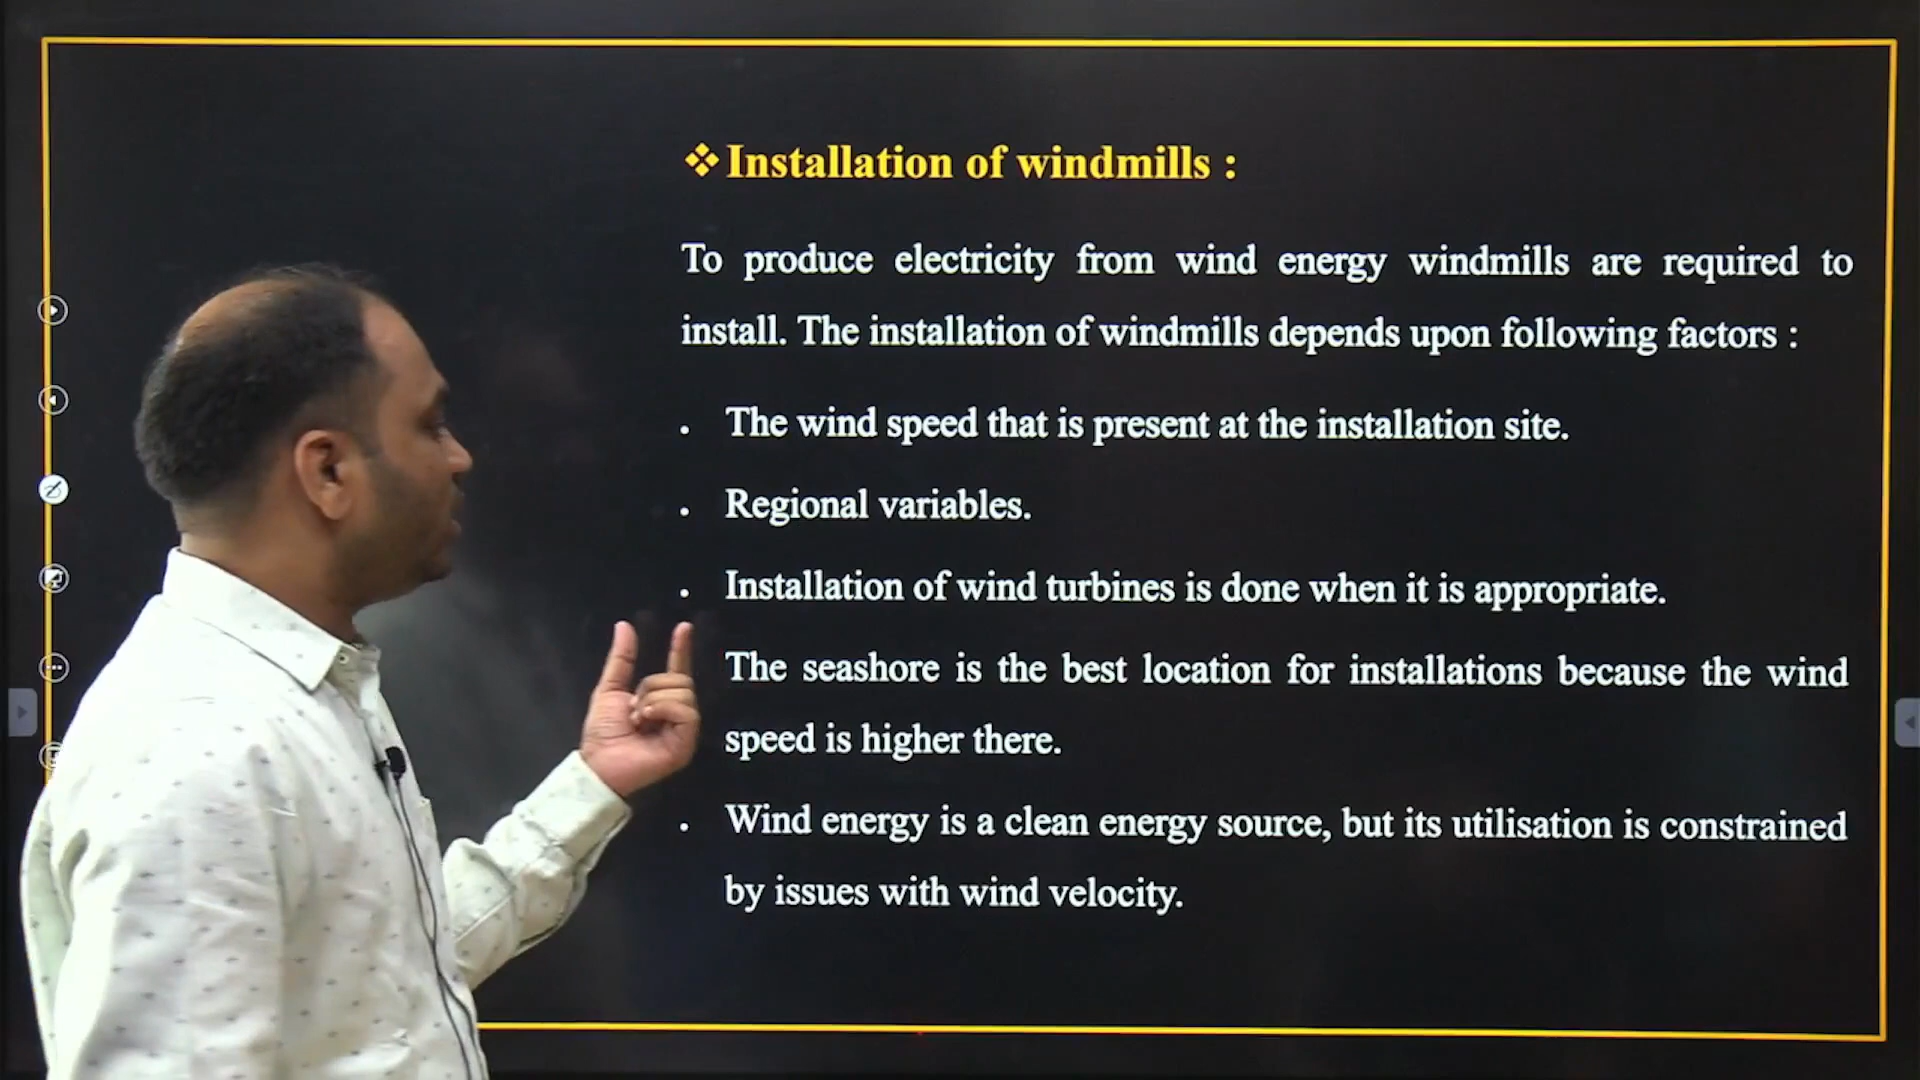 ❖Installation of windmills :
To produce electricity from wind energy windmills are required to
install. The installation of windmills depends upon following factors :
• The wind speed that is present at the installation site.
• Regional variables.
• Installation of wind turbines is done when it is appropriate.
The seashore is the best location for installations because the wind
speed is higher there.
• Wind energy is a clean energy source, but its utilisation is constrained
by issues with wind velocity.